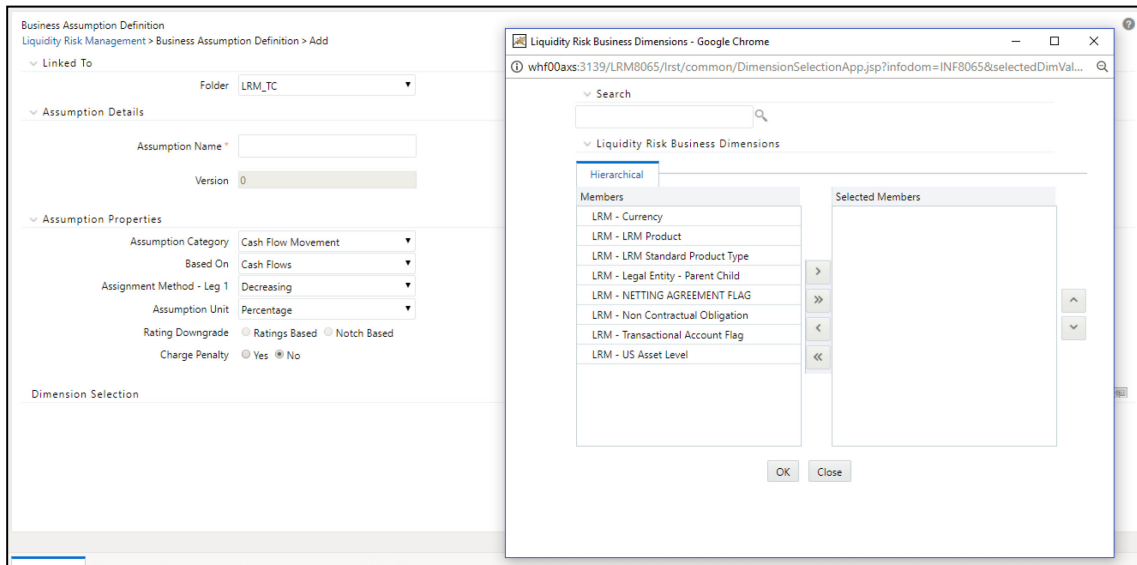 Business Assumption Definition
Liquidity Risk Management > Business Assumption Definition > Add
Linked To
Folder LRM_TC
Assumption Details
Assumption Name *
Version 0
Assumption Properties
Assumption Category Cash Flow Movement
Based On Cash Flows
Assignment Method - Leg 1 Decreasing
Assumption Unit Percentage
Rating Downgrade Ratings Based Notch Based
Charge Penalty Yes No
Dimension Selection
Liquidity Risk Business Dimensions - Google Chrome
whf00axs:3139/LRM8065/lrst/common/DimensionSelectionApp.jsp?infodom=INF8065&selectedDimVal...
Search
Liquidity Risk Business Dimensions
Hierarchical
Members Selected Members
LRM - Currency
LRM - LRM Product
LRM - LRM Standard Product Type
LRM - Legal Entity - Parent Child
LRM - NETTING AGREEMENT FLAG
LRM - Non Contractual Obligation
LRM - Transactional Account Flag
LRM - US Asset Level
OK Close